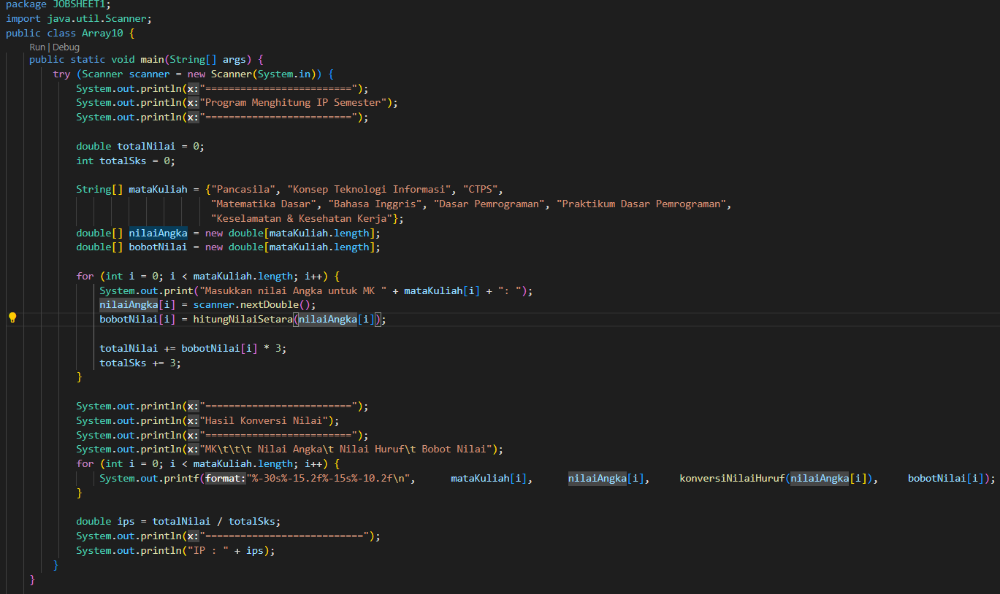 package JOBSHEET1;
import java.util.Scanner;
public class Array10 {
Run | Debug
public static void main(String[] args) {
try (Scanner scanner = new Scanner(System.in)) {
System.out.println(x:"=========================");
System.out.println(x:"Program Menghitung IP Semester");
System.out.println(x:"=========================");
double totalNilai = 0;
int totalSks = 0;
String[] mataKuliah = {"Pancasila", "Konsep Teknologi Informasi", "CTPS",
"Matematika Dasar", "Bahasa Inggris", "Dasar Pemrograman", "Praktikum Dasar Pemrograman",
"Keselamatan & Kesehatan Kerja"};
double[] nilaiAngka = new double[mataKuliah.length];
double[] bobotNilai = new double[mataKuliah.length];
for (int i = 0; i < mataKuliah.length; i++) {
System.out.print("Masukkan nilai Angka untuk MK " + mataKuliah[i] + ": ");
nilaiAngka[i] = scanner.nextDouble();
bobotNilai[i] = hitungNilaiSetara(nilaiAngka[i]);
totalNilai += bobotNilai[i] * 3;
totalSks += 3;
}
System.out.println(x:"=========================");
System.out.println(x:"Hasil Konversi Nilai");
System.out.println(x:"=========================");
System.out.println(x:"MK\t\t\t Nilai Angka\t Nilai Huruf\t Bobot Nilai");
for (int i = 0; i < mataKuliah.length; i++) {
System.out.printf(format:"%-30s%-15.2f%-15s%-10.2f\n", mataKuliah[i], nilaiAngka[i], konversiNilaiHuruf(nilaiAngka[i]), bobotNilai[i]);
}
double ips = totalNilai / totalSks;
System.out.println(x:"===========================");
System.out.println("IP : " + ips);
}
}